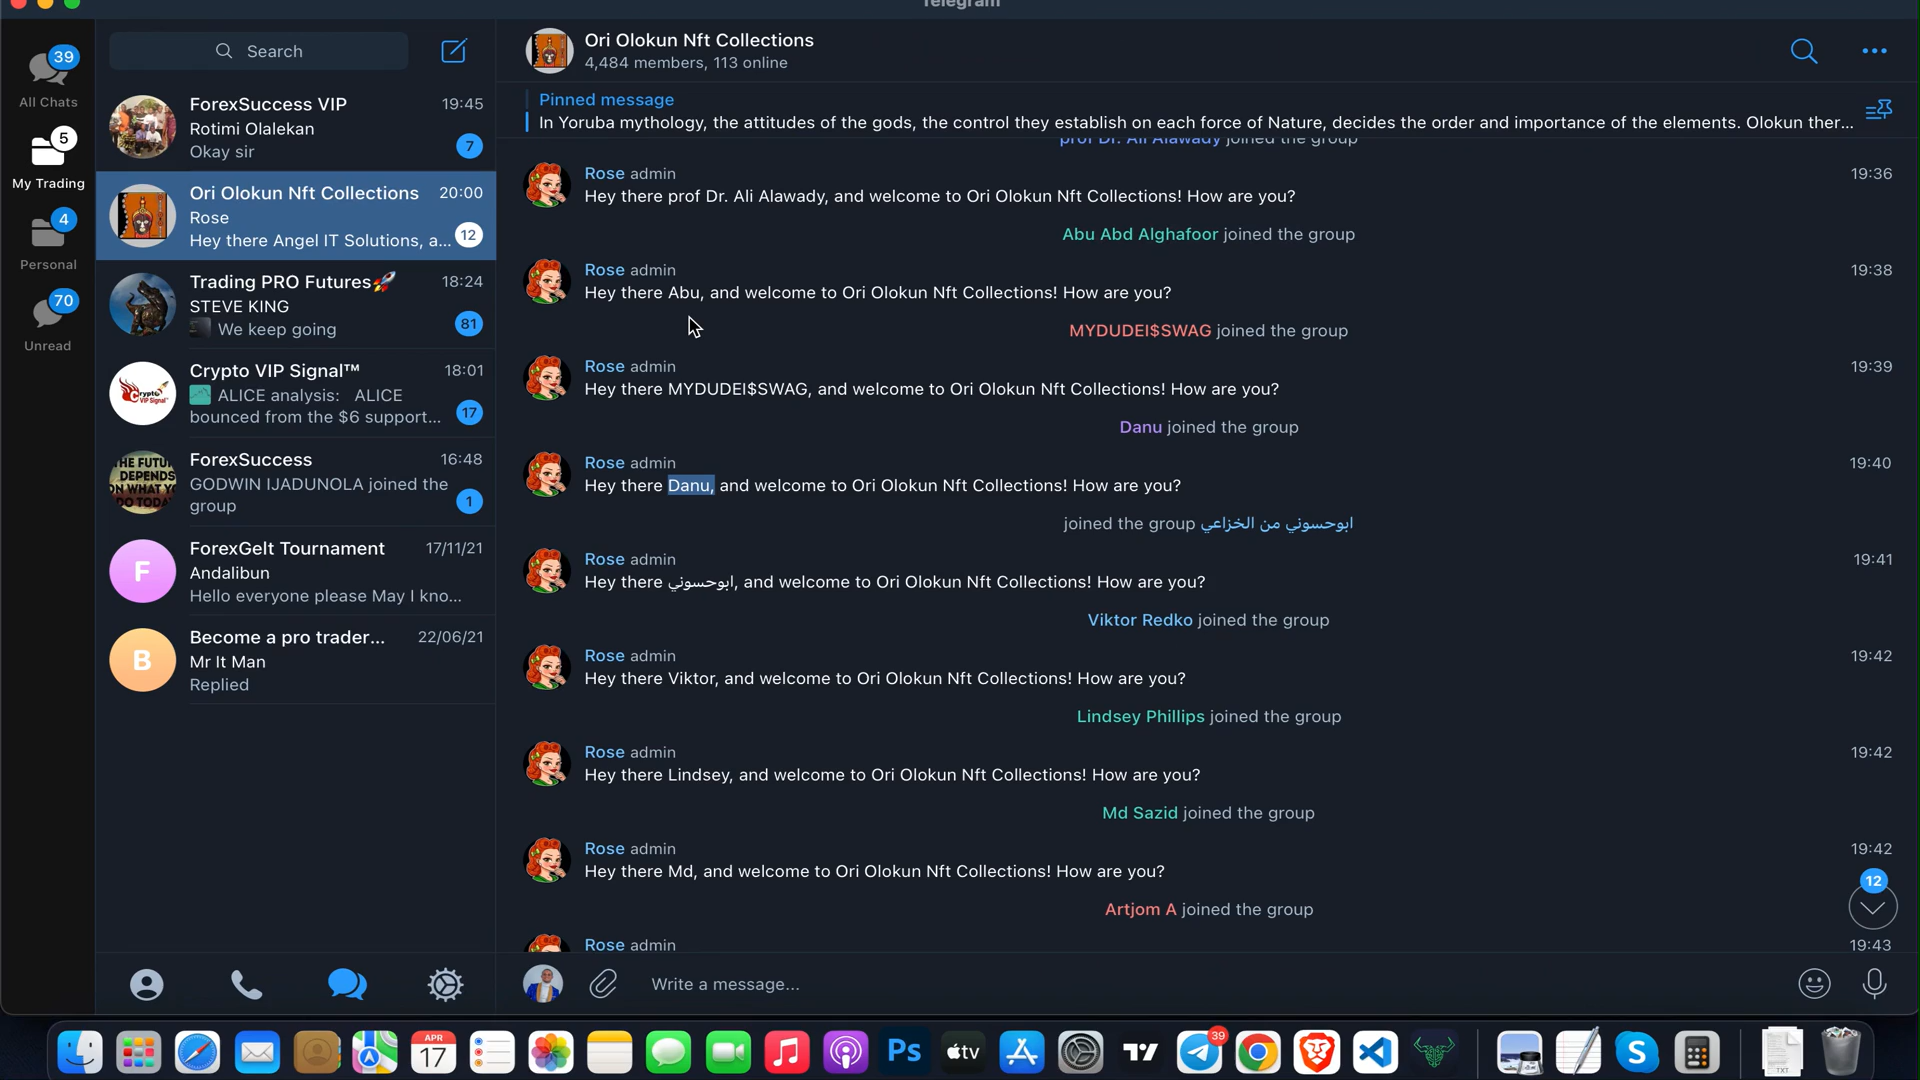 Telegram
39
All Chats
5
My Trading
4
Personal
70
Unread
Search
ForexSuccess VIP 19:45
Rotimi Olalekan
Okay sir 7
Ori Olokun Nft Collections 20:00
Rose
Hey there Angel IT Solutions, a... 12
Trading PRO Futures🚀 18:24
STEVE KING
We keep going 81
Crypto VIP Signal™ 18:01
ALICE analysis: ALICE
bounced from the $6 support... 17
ForexSuccess 16:48
GODWIN IJADUNOLA joined the
group 1
F
ForexGelt Tournament 17/11/21
Andalibun
Hello everyone please May I kno...
B
Become a pro trader... 22/06/21
Mr It Man
Replied
Ori Olokun Nft Collections
4,484 members, 113 online
Pinned message
In Yoruba mythology, the attitudes of the gods, the control they establish on each force of Nature, decides the order and importance of the elements. Olokun ther...
prof Dr. Ali Alawady joined the group
Rose admin 19:36
Hey there prof Dr. Ali Alawady, and welcome to Ori Olokun Nft Collections! How are you?
Abu Abd Alghafoor joined the group
Rose admin 19:38
Hey there Abu, and welcome to Ori Olokun Nft Collections! How are you?
MYDUDEI$SWAG joined the group
Rose admin 19:39
Hey there MYDUDEI$SWAG, and welcome to Ori Olokun Nft Collections! How are you?
Danu joined the group
Rose admin 19:40
Hey there Danu, and welcome to Ori Olokun Nft Collections! How are you?
joined the group ابوحسوني من الخزاعي
Rose admin 19:41
Hey there ابوحسوني, and welcome to Ori Olokun Nft Collections! How are you?
Viktor Redko joined the group
Rose admin 19:42
Hey there Viktor, and welcome to Ori Olokun Nft Collections! How are you?
Lindsey Phillips joined the group
Rose admin 19:42
Hey there Lindsey, and welcome to Ori Olokun Nft Collections! How are you?
Md Sazid joined the group
Rose admin 19:42
Hey there Md, and welcome to Ori Olokun Nft Collections! How are you?
12
Artjom A joined the group
Rose admin 19:43
Write a message...
APR
17
Ps
tv
39
S
TXT